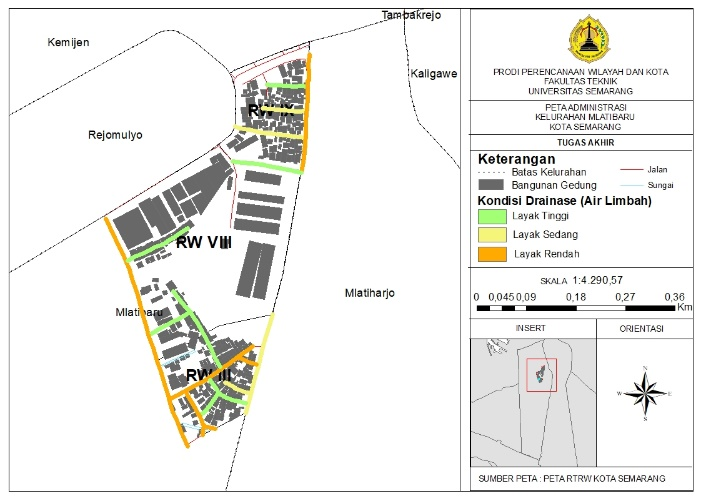 Tambakrejo
Kemijen
Kaligawe
Rejomulyo
RW IX
RW VIII
Mlatiharjo
Mlatibaru
RW III
PRODI PERENCANAAN WILAYAH DAN KOTA
FAKULTAS TEKNIK
UNIVERSITAS SEMARANG
PETA ADMINISTRASI
KELURAHAN MLATIBARU
KOTA SEMARANG
TUGAS AKHIR
Keterangan
Batas Kelurahan
Jalan
Bangunan Gedung
Sungai
Kondisi Drainase (Air Limbah)
Layak Tinggi
Layak Sedang
Layak Rendah
SKALA 1:4.290,57
0 0,045 0,09 0,18 0,27 0,36
Km
INSERT
ORIENTASI
N
W E
S
SUMBER PETA : PETA RTRW KOTA SEMARANG